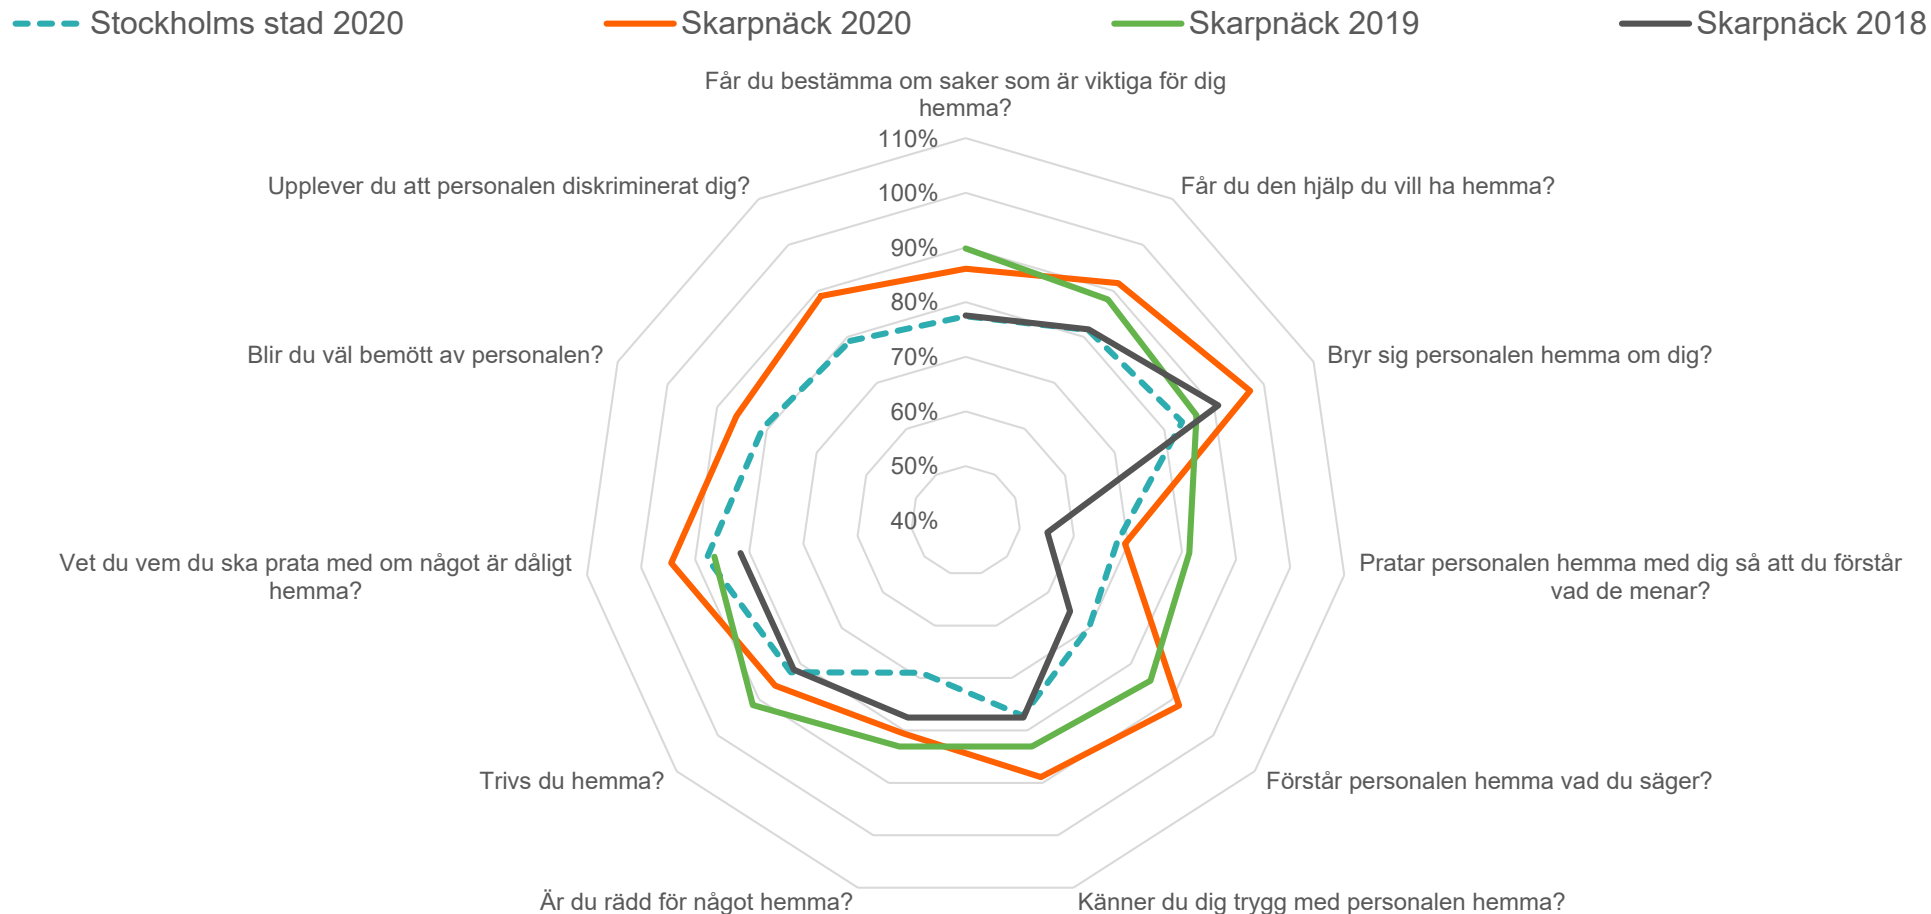 Stockholms stad 2020
Skarpnäck 2020
Skarpnäck 2019
Skarpnäck 2018
Får du bestämma om saker som är viktiga för dig
hemma?
110%
100%
90%
80%
70%
60%
50%
40%
Får du den hjälp du vill ha hemma?
Bryr sig personalen hemma om dig?
Pratar personalen hemma med dig så att du förstår
vad de menar?
Förstår personalen hemma vad du säger?
Känner du dig trygg med personalen hemma?
Är du rädd för något hemma?
Trivs du hemma?
Vet du vem du ska prata med om något är dåligt
hemma?
Blir du väl bemött av personalen?
Upplever du att personalen diskriminerat dig?